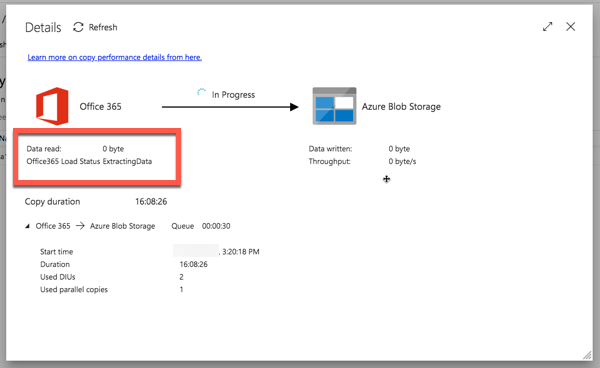 Details Refresh
Learn more on copy performance details from here.
Office 365 In Progress Azure Blob Storage
Data read: 0 byte Data written: 0 byte
Office365 Load Status ExtractingData Throughput: 0 byte/s
Copy duration 16:08:26
Office 365 → Azure Blob Storage Queue 00:00:30
Start time , 3:20:18 PM
Duration 16:08:26
Used DIUs 2
Used parallel copies 1